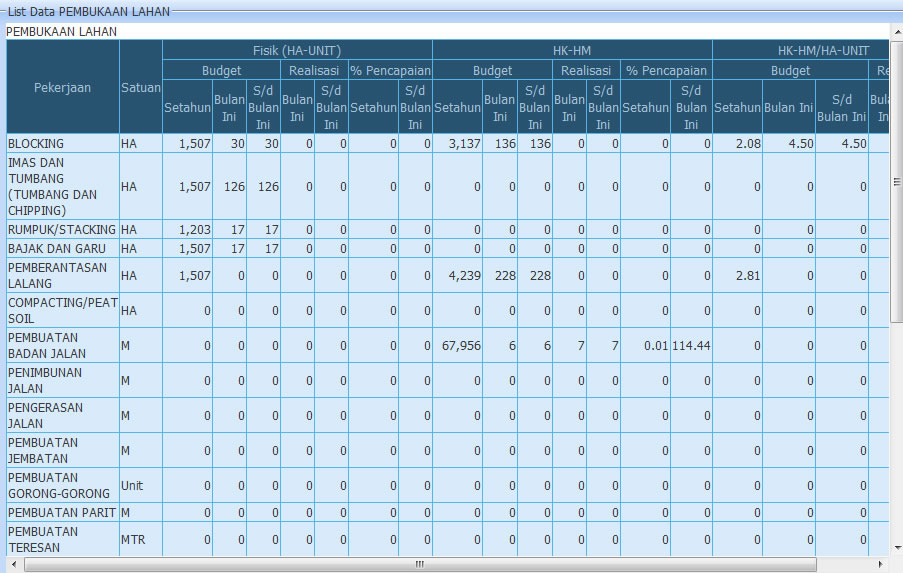 List Data PEMBUKAAN LAHAN
PEMBUKAAN LAHAN
Pekerjaan Satuan Fisik (HA-UNIT) HK-HM HK-HM/HA-UNIT
Budget Realisasi % Pencapaian Budget Realisasi % Pencapaian Budget Re
Setahun Bulan Ini S/d Bulan Ini Bulan Ini S/d Bulan Ini Setahun S/d Bulan Ini Setahun Bulan Ini S/d Bulan Ini Bulan Ini S/d Bulan Ini Setahun S/d Bulan Ini Setahun Bulan Ini S/d Bulan Ini
BLOCKING HA 1,507 30 30 0 0 0 0 3,137 136 136 0 0 0 0 2.08 4.50 4.50
IMAS DAN
TUMBANG
(TUMBANG DAN
CHIPPING) HA 1,507 126 126 0 0 0 0 0 0 0 0 0 0 0 0 0 0
RUMPUK/STACKING HA 1,203 17 17 0 0 0 0 0 0 0 0 0 0 0 0 0 0
BAJAK DAN GARU HA 1,507 17 17 0 0 0 0 0 0 0 0 0 0 0 0 0 0
PEMBERANTASAN
LALANG HA 1,507 0 0 0 0 0 0 4,239 228 228 0 0 0 0 2.81 0 0
COMPACTING/PEAT
SOIL HA 0 0 0 0 0 0 0 0 0 0 0 0 0 0 0 0 0
PEMBUATAN
BADAN JALAN M 0 0 0 0 0 0 0 67,956 6 6 7 7 0.01 114.44 0 0 0
PENIMBUNAN
JALAN M 0 0 0 0 0 0 0 0 0 0 0 0 0 0 0 0 0
PENGERASAN
JALAN M 0 0 0 0 0 0 0 0 0 0 0 0 0 0 0 0 0
PEMBUATAN
JEMBATAN M 0 0 0 0 0 0 0 0 0 0 0 0 0 0 0 0 0
PEMBUATAN
GORONG-GORONG Unit 0 0 0 0 0 0 0 0 0 0 0 0 0 0 0 0 0
PEMBUATAN PARIT M 0 0 0 0 0 0 0 0 0 0 0 0 0 0 0 0 0
PEMBUATAN
TERESAN MTR 0 0 0 0 0 0 0 0 0 0 0 0 0 0 0 0 0